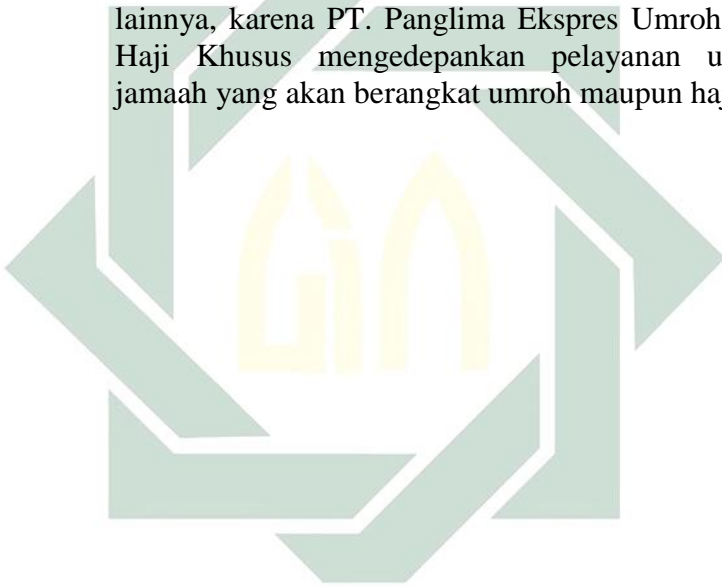 lainnya, karena PT. Panglima Ekspres Umroh
Haji Khusus mengedepankan pelayanan
jamaah yang akan berangkat umroh maupun